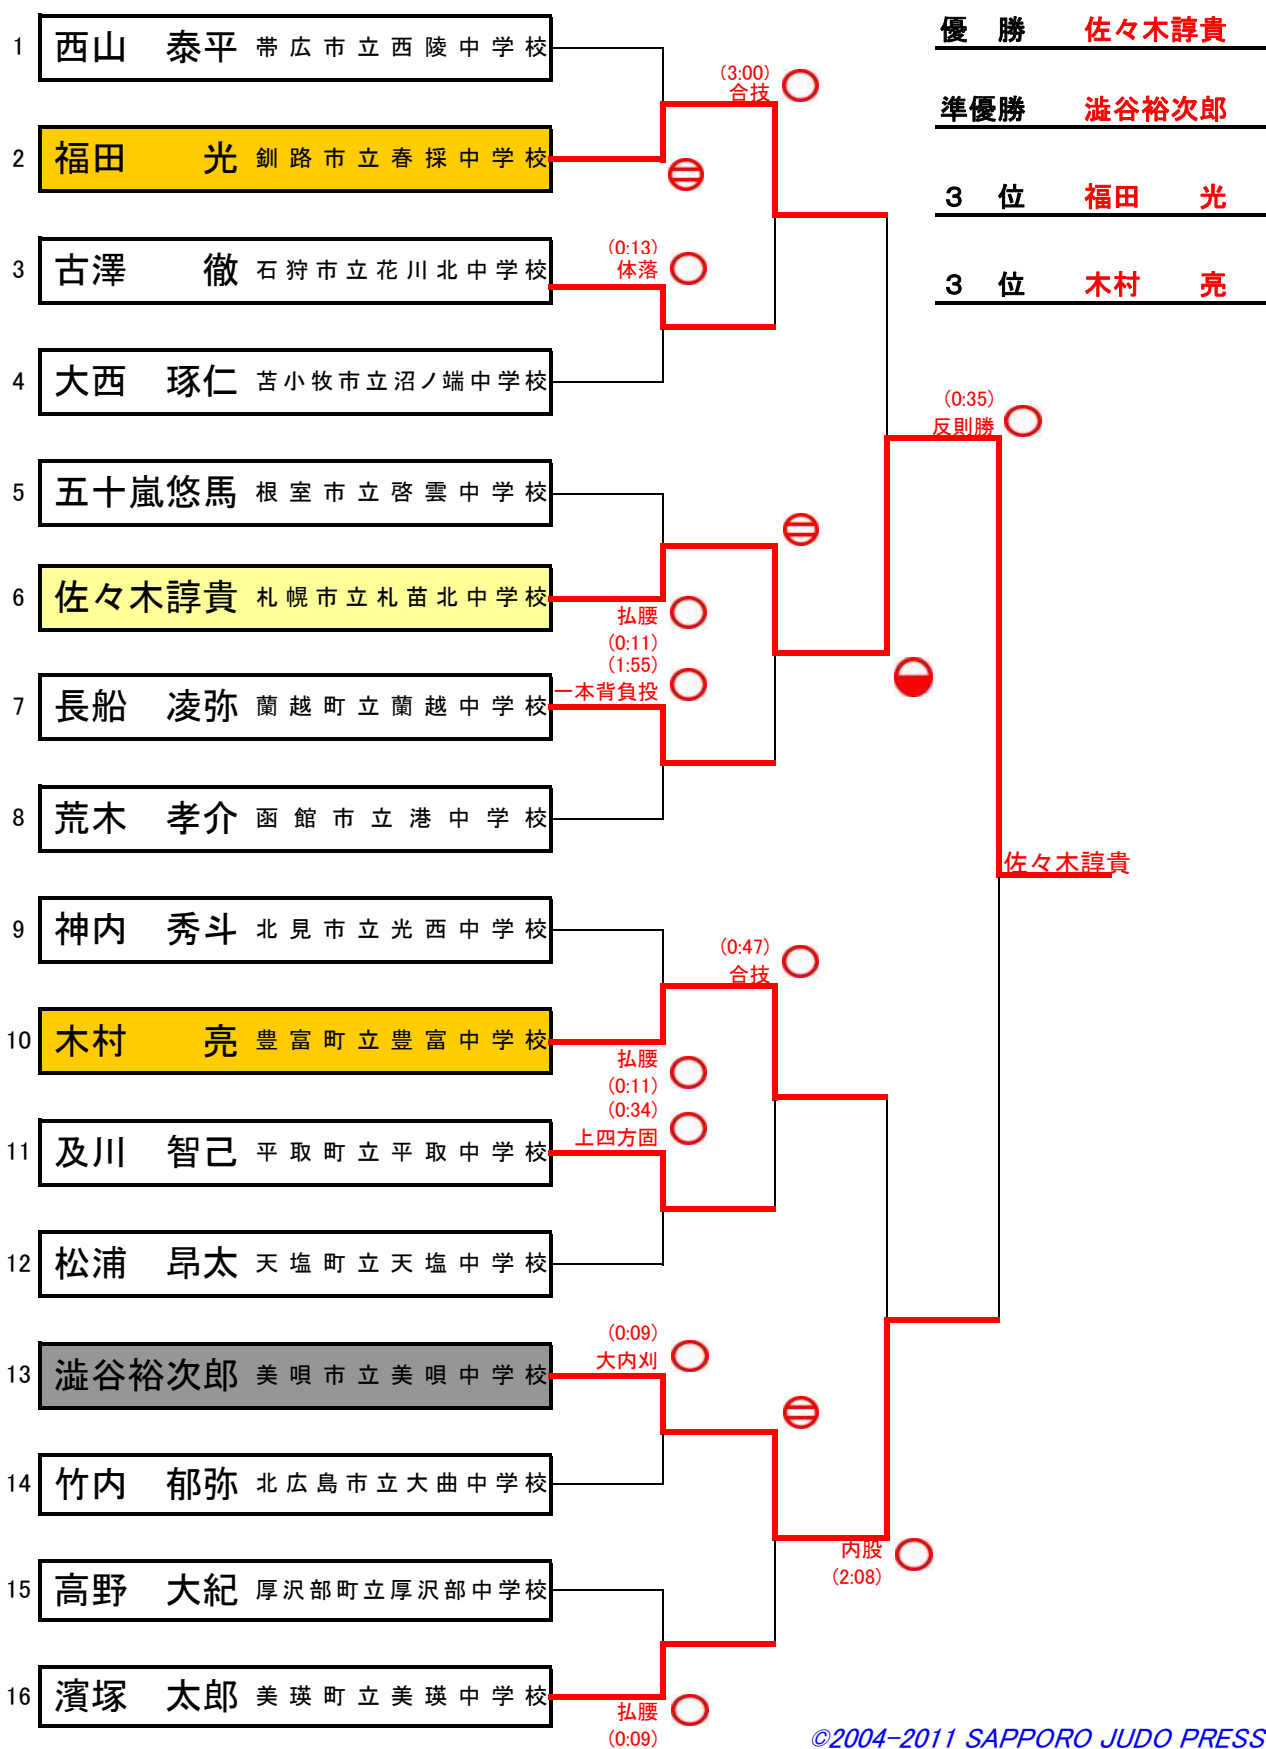 優　勝　佐々木諄貴
準優勝　澁谷裕次郎
３　位　福田　光
３　位　木村　亮
1 西山　泰平 帯広市立西陵中学校
(3:00)
合技
2 福田　光 釧路市立春採中学校
3 古澤　徹 石狩市立花川北中学校
(0:13)
体落
4 大西　琢仁 苫小牧市立沼ノ端中学校
(0:35)
反則勝
5 五十嵐悠馬 根室市立啓雲中学校
6 佐々木諄貴 札幌市立札苗北中学校
払腰
(0:11)
(1:55)
一本背負投
7 長船　凌弥 蘭越町立蘭越中学校
8 荒木　孝介 函館市立港中学校
佐々木諄貴
9 神内　秀斗 北見市立光西中学校
(0:47)
合技
10 木村　亮 豊富町立豊富中学校
払腰
(0:11)
(0:34)
上四方固
11 及川　智己 平取町立平取中学校
12 松浦　昂太 天塩町立天塩中学校
(0:09)
大内刈
13 澁谷裕次郎 美唄市立美唄中学校
14 竹内　郁弥 北広島市立大曲中学校
内股
(2:08)
15 高野　大紀 厚沢部町立厚沢部中学校
16 濱塚　太郎 美瑛町立美瑛中学校
払腰
(0:09)
©2004-2011 SAPPORO JUDO PRESS